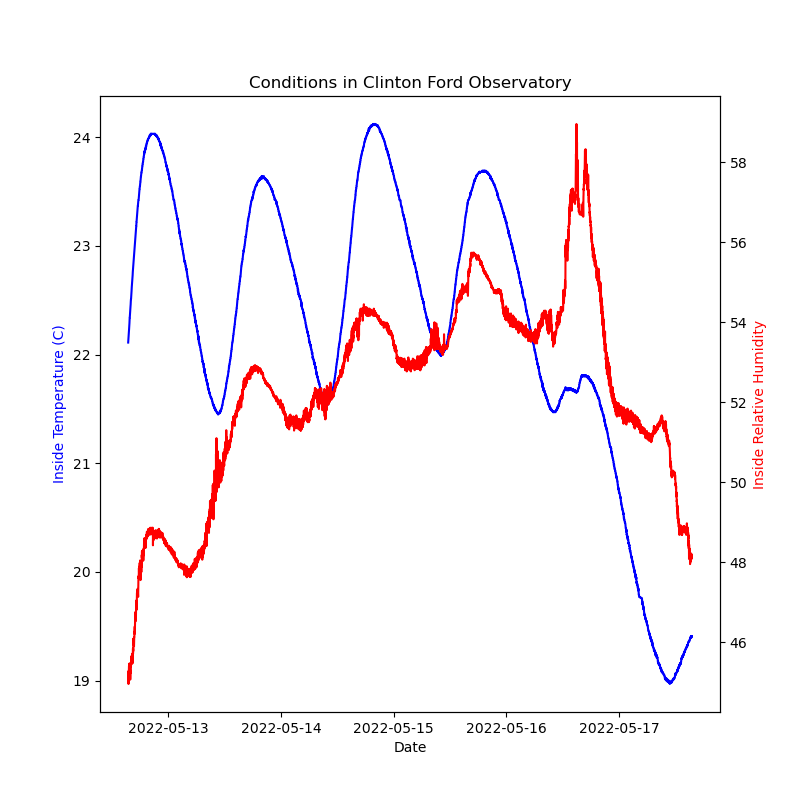 Conditions in Clinton Ford Observatory
24
23
22
21
20
19
Inside Temperature (C)
58
56
54
52
50
48
46
Inside Relative Humidity
2022-05-13 2022-05-14 2022-05-15 2022-05-16 2022-05-17
Date